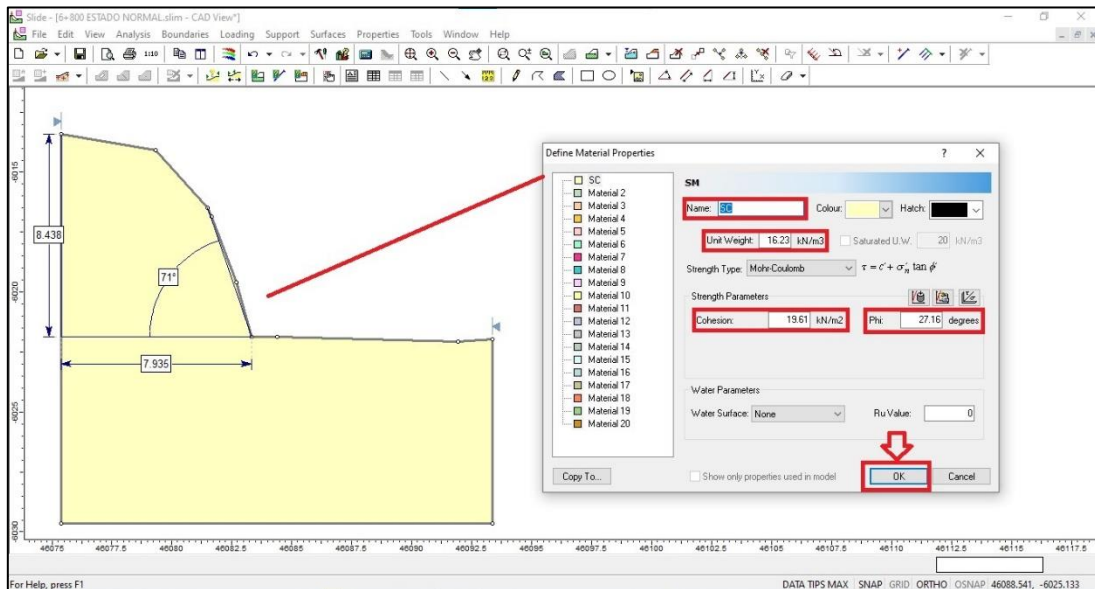 Slide - [6+800 ESTADO NORMAL.slim - CAD View*]
File Edit View Analysis Boundaries Loading Support Surfaces Properties Tools Window Help
1:10
8.438
71°
7.935
-6015
-6020
-6025
-6030
46075 46077.5 46080 46082.5 46085 46087.5 46090 46092.5 46095 46097.5 46100 46102.5 46105 46107.5 46110 46112.5 46115 46117.5
Define Material Properties
? X
SC
Material 2
Material 3
Material 4
Material 5
Material 6
Material 7
Material 8
Material 9
Material 10
Material 11
Material 12
Material 13
Material 14
Material 15
Material 16
Material 17
Material 18
Material 19
Material 20
Copy To...
SM
Name: SC Colour: Hatch:
Unit Weight: 16.23 kN/m3 Saturated U.W. 20 kN/m3
Strength Type: Mohr-Coulomb τ = c' + σ'n tan ϕ'
Strength Parameters
Cohesion: 19.61 kN/m2 Phi: 27.16 degrees
Water Parameters
Water Surface: None Ru Value: 0
Show only properties used in model OK Cancel
For Help, press F1
DATA TIPS MAX SNAP GRID ORTHO OSNAP 46088.541, -6025.133